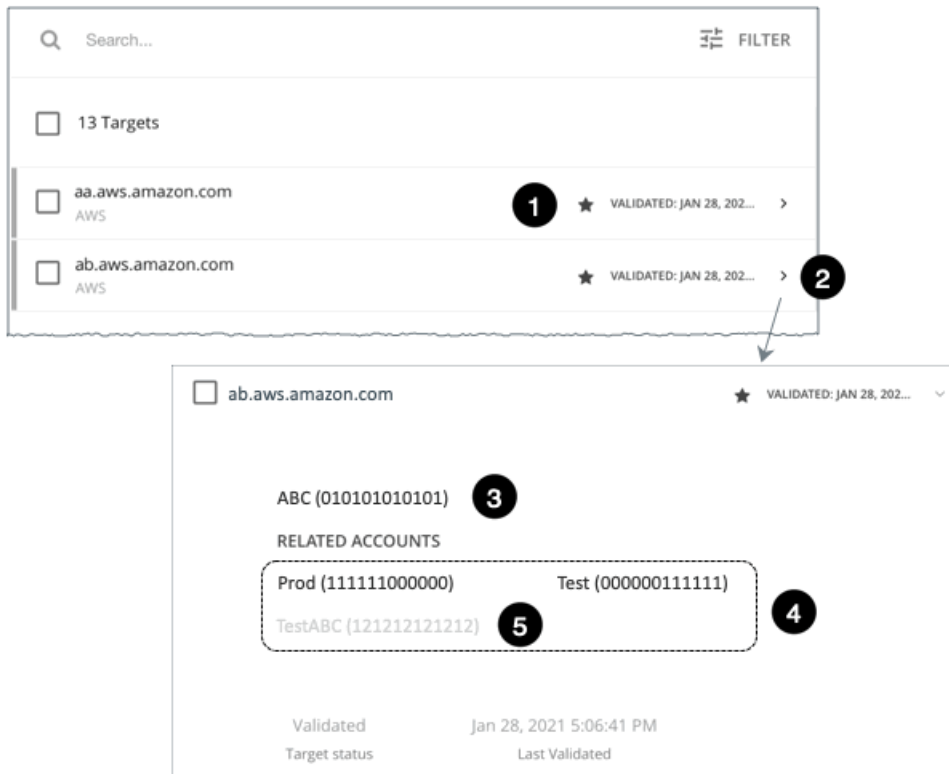 Search... FILTER
13 Targets
aa.aws.amazon.com
AWS
1 ★ VALIDATED: JAN 28, 202... >
ab.aws.amazon.com
AWS
★ VALIDATED: JAN 28, 202... > 2
ab.aws.amazon.com ★ VALIDATED: JAN 28, 202...
ABC (010101010101) 3
RELATED ACCOUNTS
Prod (111111000000) Test (000000111111)
4
TestABC (121212121212) 5
Validated Jan 28, 2021 5:06:41 PM
Target status Last Validated